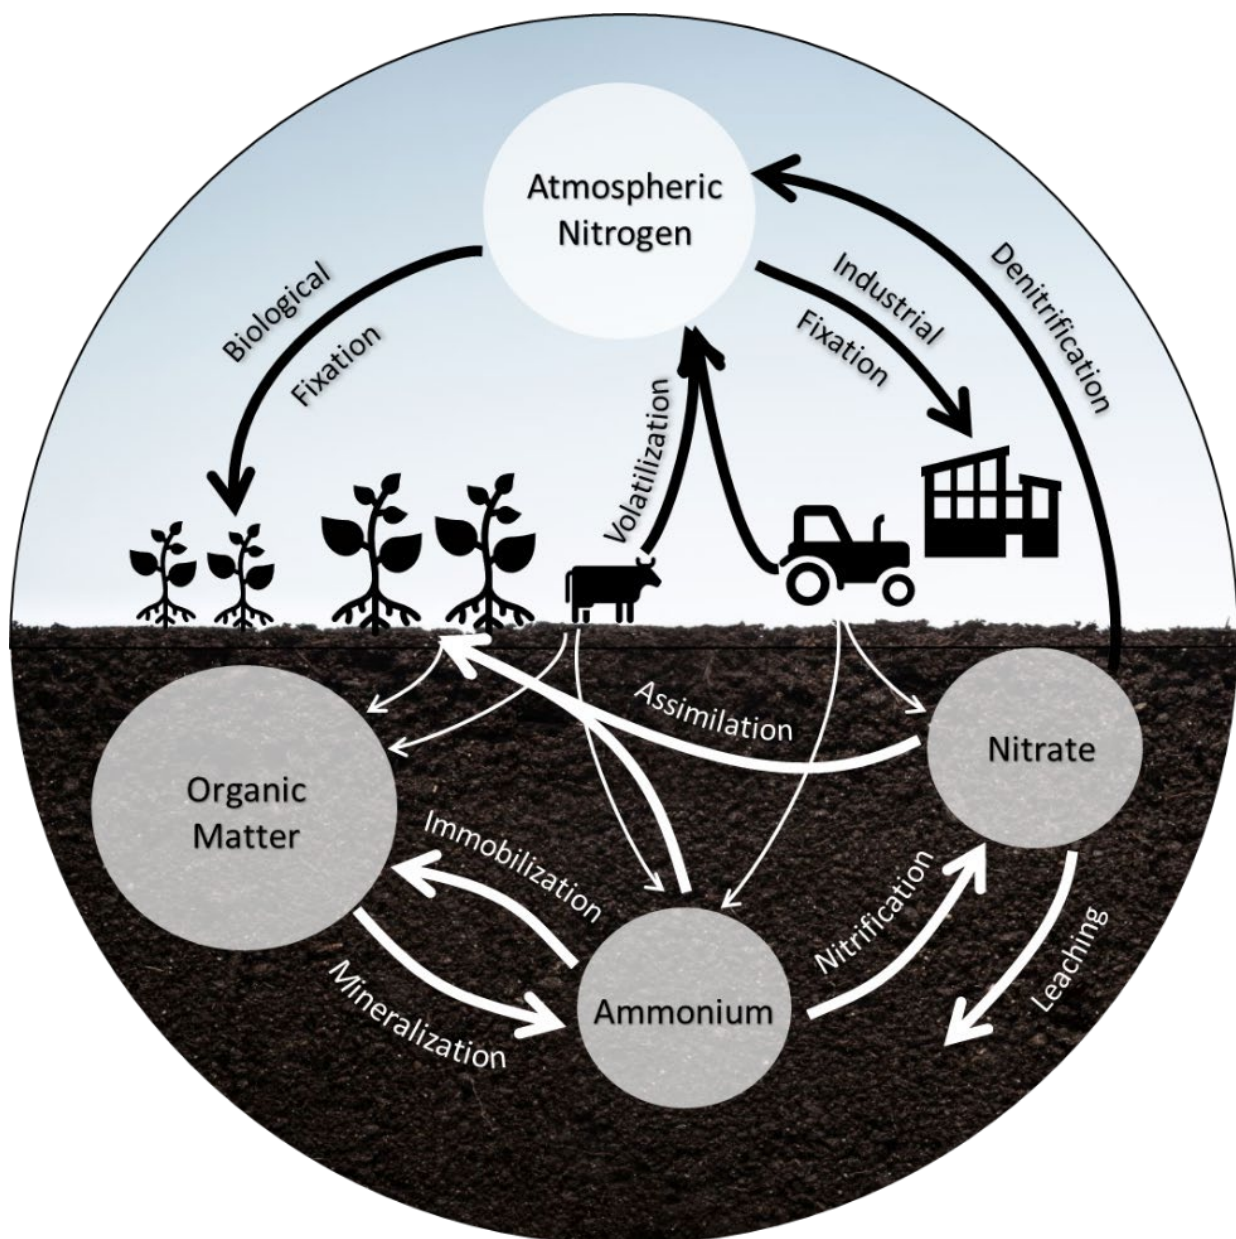 Atmospheric
Nitrogen
Biological
Fixation
Industrial
Fixation
Denitrification
Volatilization
Assimilation
Nitrate
Organic
Matter
Immobilization
Mineralization
Ammonium
Nitrification
Leaching